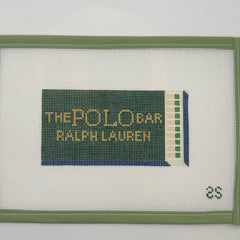 THE POLO BAR
RALPH LAUREN
SS